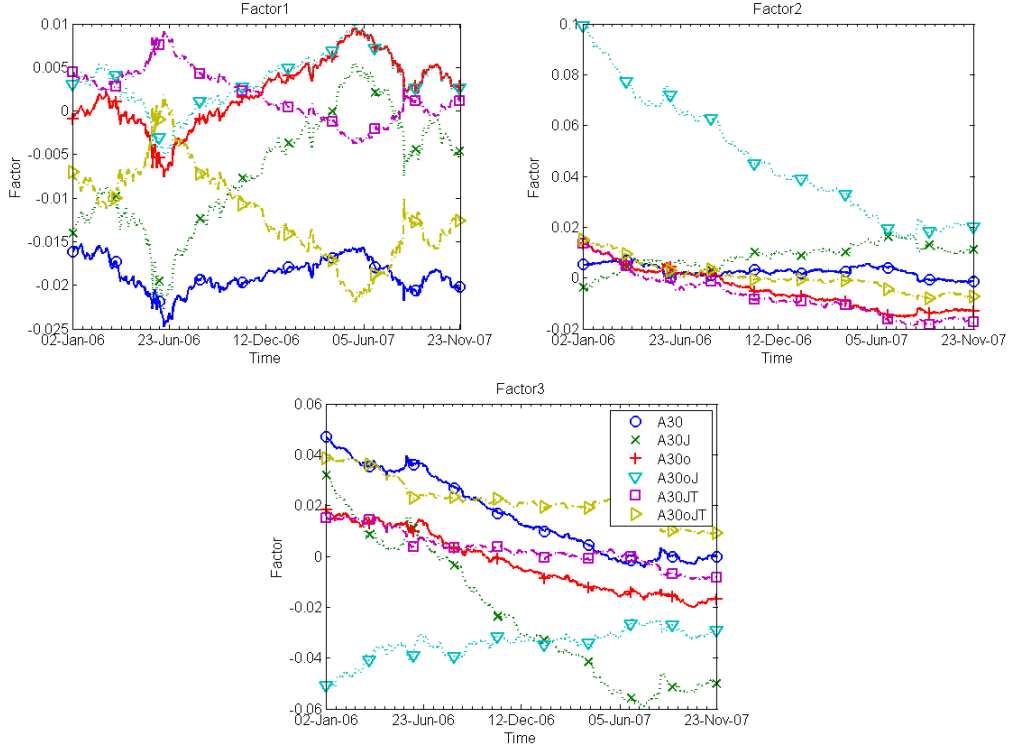 Factor1
0.01
0.005
0
-0.005
-0.01
-0.015
-0.02
-0.025
Factor
02-Jan-06 23-Jun-06 12-Dec-06 05-Jun-07 23-Nov-07
Time
Factor2
0.1
0.08
0.06
0.04
0.02
0
-0.02
Factor
02-Jan-06 23-Jun-06 12-Dec-06 05-Jun-07 23-Nov-07
Time
Factor3
0.06
0.04
0.02
0
-0.02
-0.04
-0.06
Factor
02-Jan-06 23-Jun-06 12-Dec-06 05-Jun-07 23-Nov-07
Time
A30
A30J
A30o
A30oJ
A30JT
A30oJT